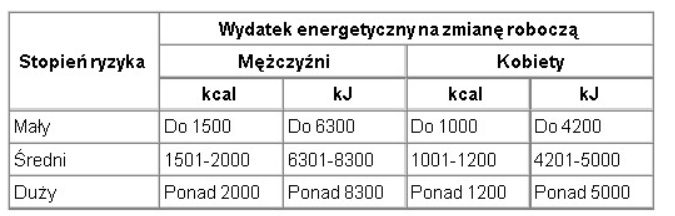 Stopień ryzyka
Wydatek energetyczny na zmianę roboczą
Mężczyźni Kobiety
kcal kJ kcal kJ
Mały Do 1500 Do 6300 Do 1000 Do 4200
Średni 1501-2000 6301-8300 1001-1200 4201-5000
Duży Ponad 2000 Ponad 8300 Ponad 1200 Ponad 5000